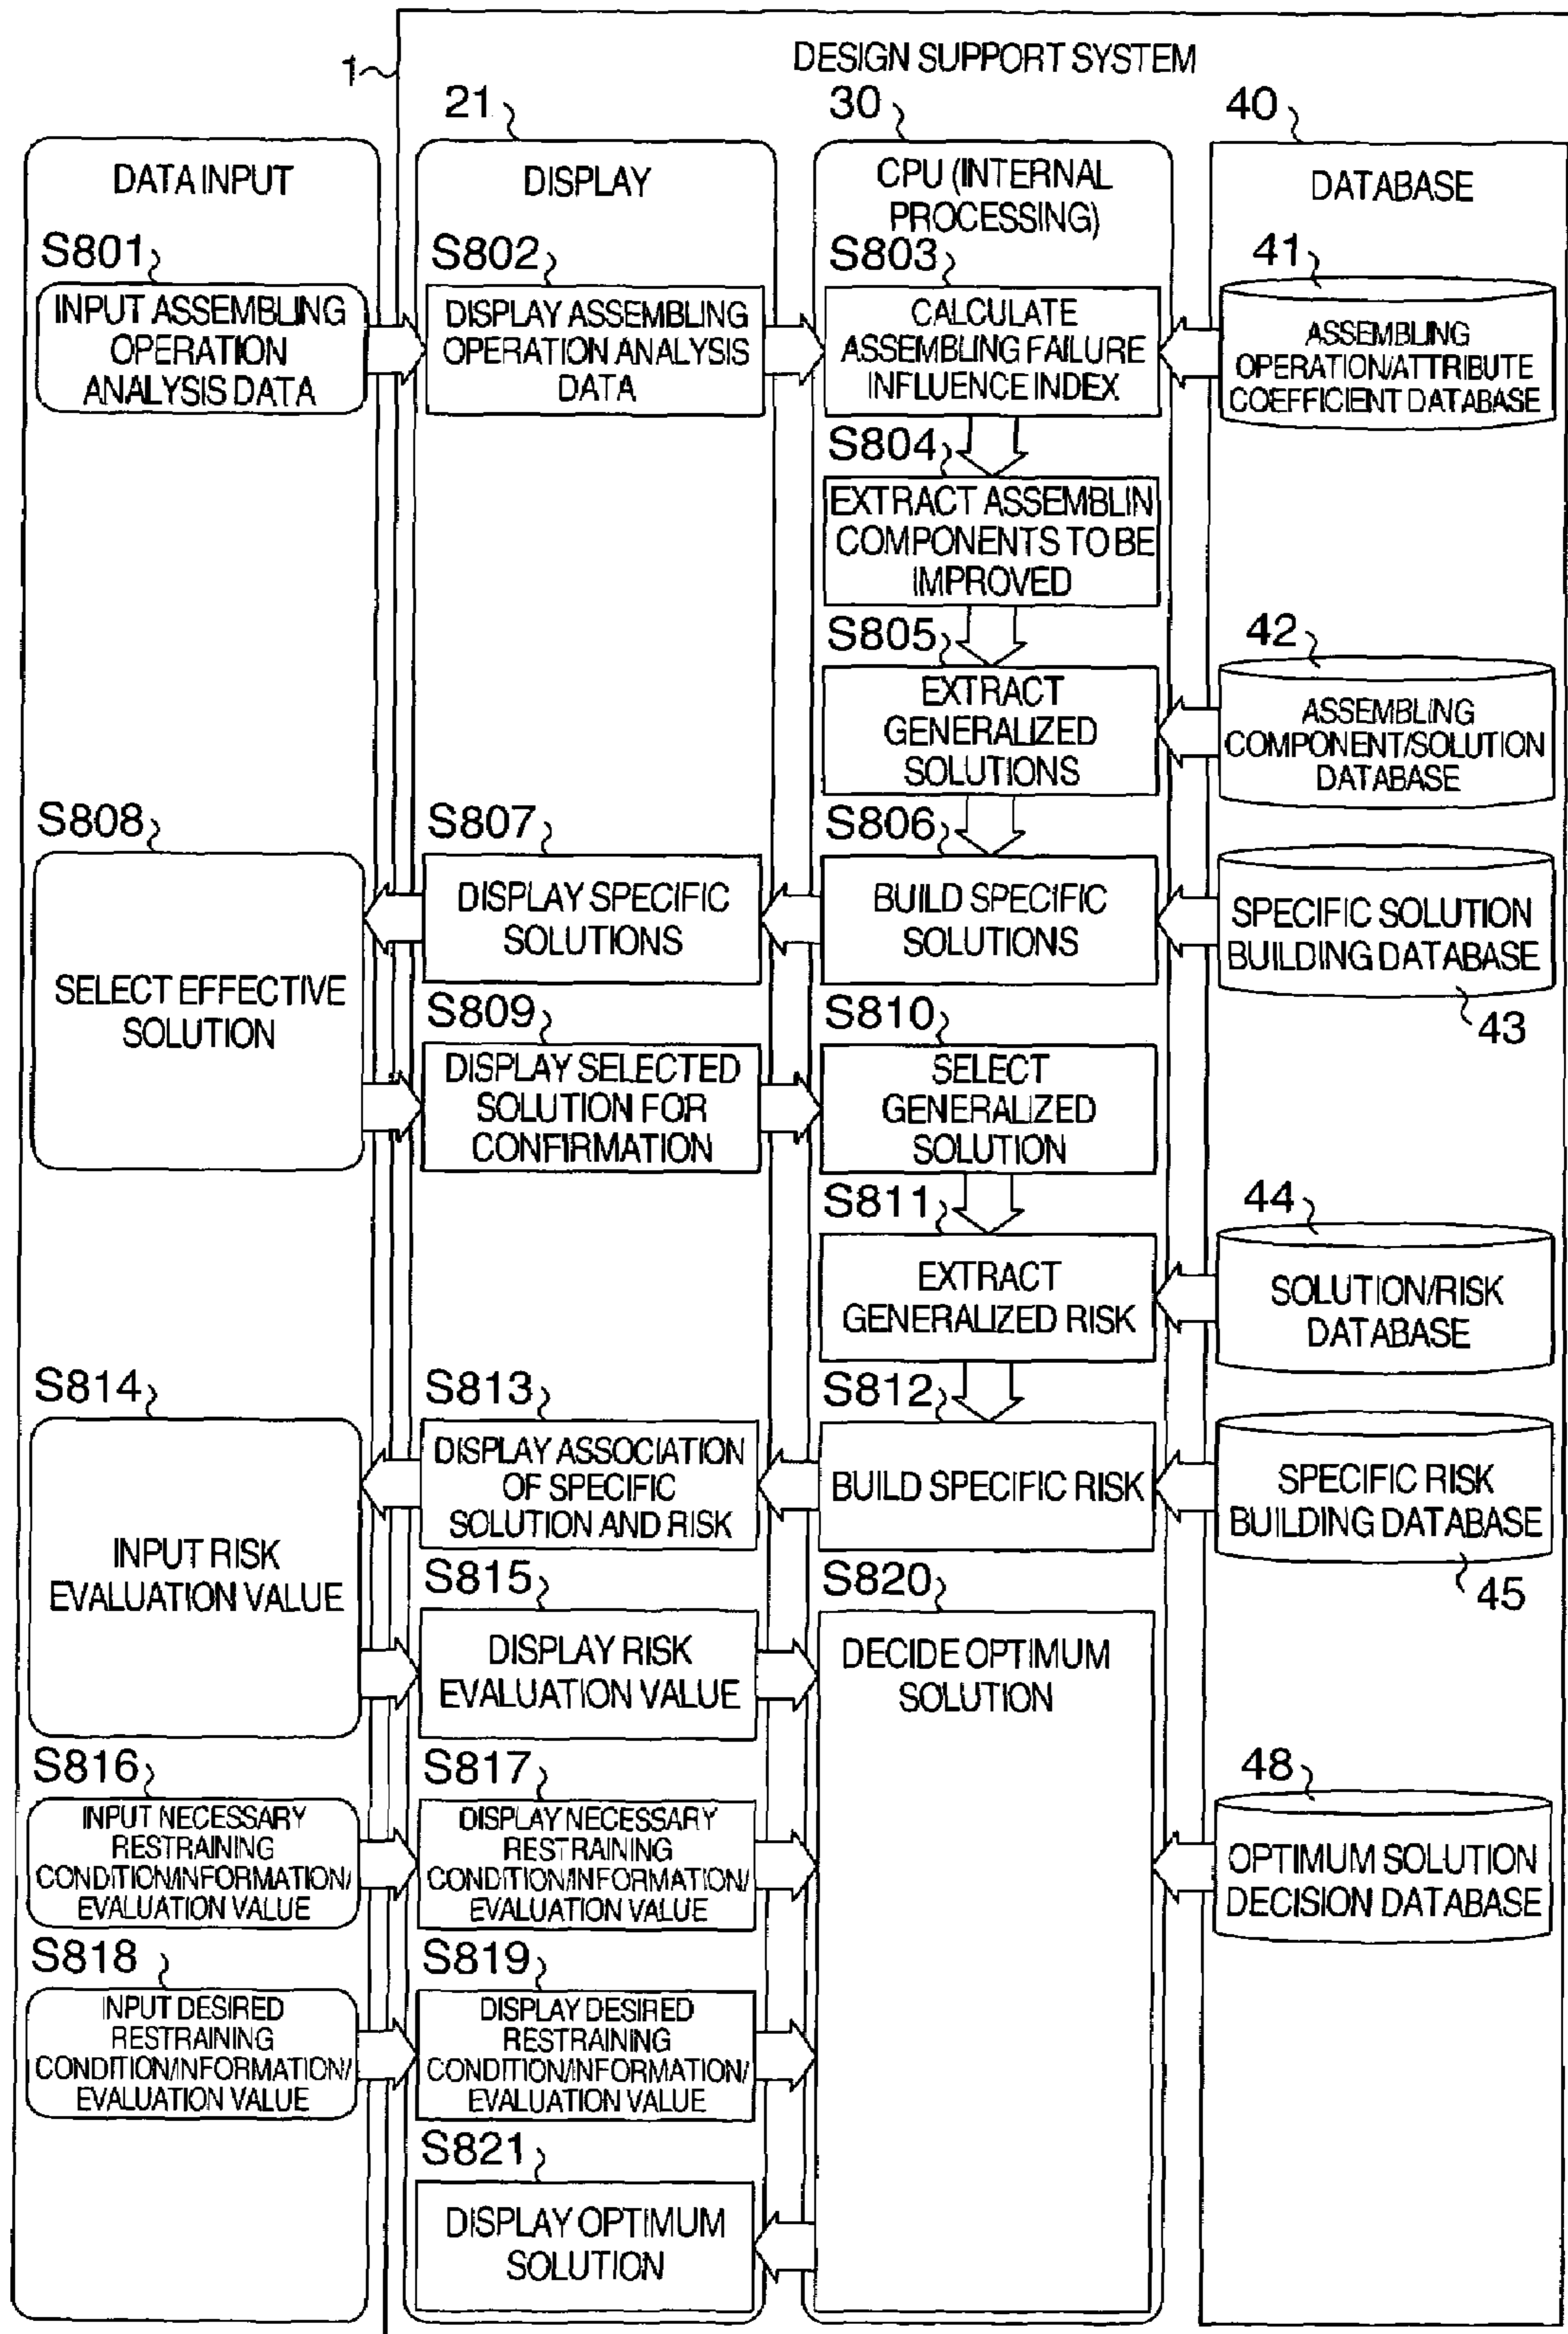 DESIGN SUPPORT SYSTEM
1
21
30
40
DATA INPUT
DISPLAY
CPU (INTERNAL
PROCESSING)
DATABASE
S801
INPUT ASSEMBLING
OPERATION
ANALYSIS DATA
S802
DISPLAY ASSEMBLING
OPERATION ANALYSIS
DATA
S803
CALCULATE
ASSEMBLING FAILURE
INFLUENCE INDEX
41
ASSEMBLING
OPERATION/ATTRIBUTE
COEFFICIENT DATABASE
S804
EXTRACT ASSEMBLIN
COMPONENTS TO BE
IMPROVED
S805
EXTRACT
GENERALIZED
SOLUTIONS
42
ASSEMBLING
COMPONENT/SOLUTION
DATABASE
S808
SELECT EFFECTIVE
SOLUTION
S807
DISPLAY SPECIFIC
SOLUTIONS
S806
BUILD SPECIFIC
SOLUTIONS
SPECIFIC SOLUTION
BUILDING DATABASE
43
S809
DISPLAY SELECTED
SOLUTION FOR
CONFIRMATION
S810
SELECT
GENERALIZED
SOLUTION
S811
EXTRACT
GENERALIZED RISK
44
SOLUTION/RISK
DATABASE
S814
INPUT RISK
EVALUATION VALUE
S813
DISPLAY ASSOCIATION
OF SPECIFIC
SOLUTION AND RISK
S812
BUILD SPECIFIC RISK
SPECIFIC RISK
BUILDING DATABASE
45
S815
DISPLAY RISK
EVALUATION VALUE
S820
DECIDE OPTIMUM
SOLUTION
S816
INPUT NECESSARY
RESTRAINING
CONDITION/INFORMATION/
EVALUATION VALUE
S817
DISPLAY NECESSARY
RESTRAINING
CONDITION/INFORMATION/
EVALUATION VALUE
48
OPTIMUM SOLUTION
DECISION DATABASE
S818
INPUT DESIRED
RESTRAINING
CONDITION/INFORMATION/
EVALUATION VALUE
S819
DISPLAY DESIRED
RESTRAINING
CONDITION/INFORMATION/
EVALUATION VALUE
S821
DISPLAY OPTIMUM
SOLUTION